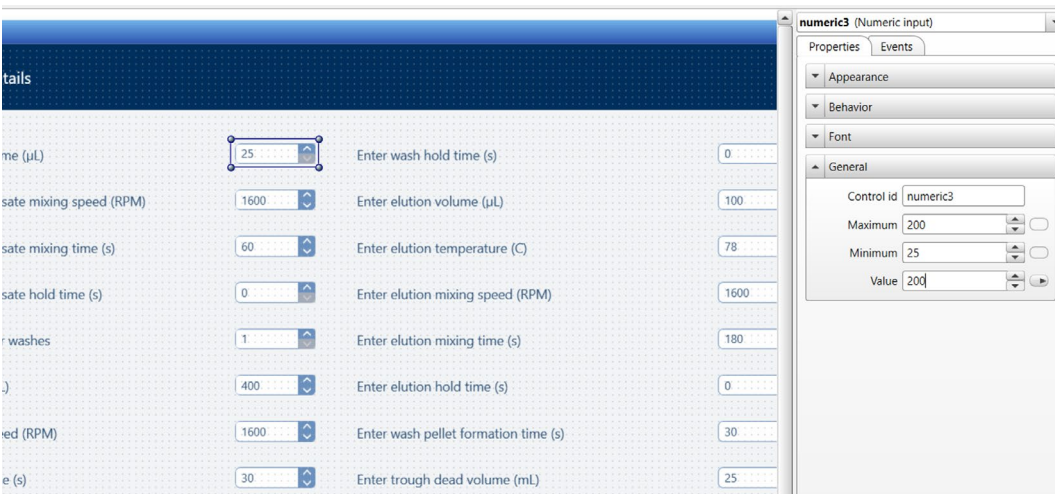 numeric3 (Numeric input)
Properties Events
Appearance
Behavior
Font
General
Control id numeric3
Maximum 200
Minimum 25
Value 200
tails
me (µL) 25 Enter wash hold time (s) 0
sate mixing speed (RPM) 1600 Enter elution volume (µL) 100
sate mixing time (s) 60 Enter elution temperature (C) 78
sate hold time (s) 0 Enter elution mixing speed (RPM) 1600
r washes 1 Enter elution mixing time (s) 180
L) 400 Enter elution hold time (s) 0
eed (RPM) 1600 Enter wash pellet formation time (s) 30
e (s) 30 Enter trough dead volume (mL) 25